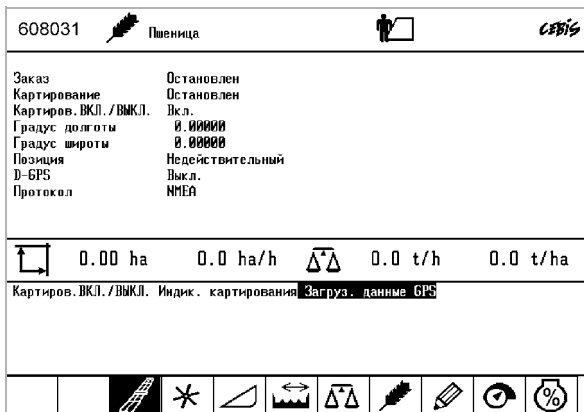 608031 Пшеница CEBIS
Заказ Остановлен
Картирование Остановлен
Картиров.ВКЛ./ВЫКЛ. Вкл.
Градус долготы 0.00000
Градус широты 0.00000
Позиция Недействительный
D-GPS Выкл.
Протокол NMEA
0.00 ha 0.0 ha/h 0.0 t/h 0.0 t/ha
Картиров.ВКЛ./ВЫКЛ. Индик. картирования Загруз. данные GPS
%